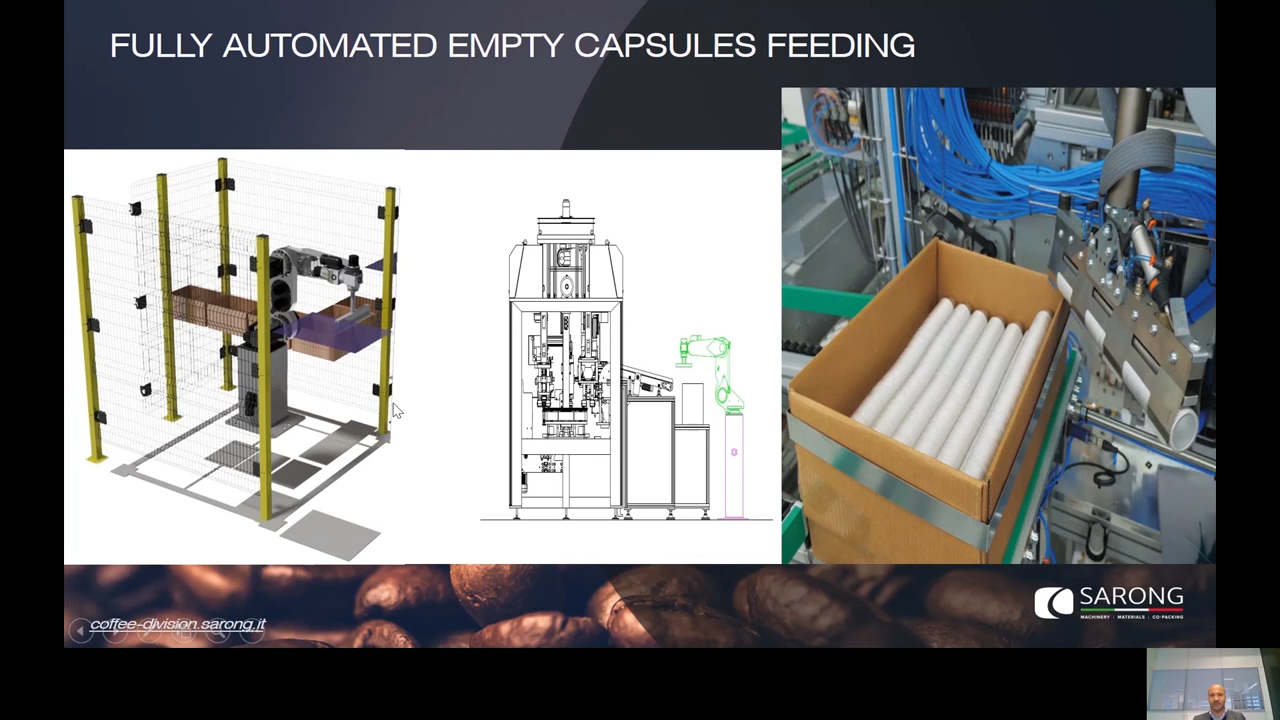 FULLY AUTOMATED EMPTY CAPSULES FEEDING
coffee-division.sarong.it
SARONG
MACHINERY | MATERIALS | CO-PACKING